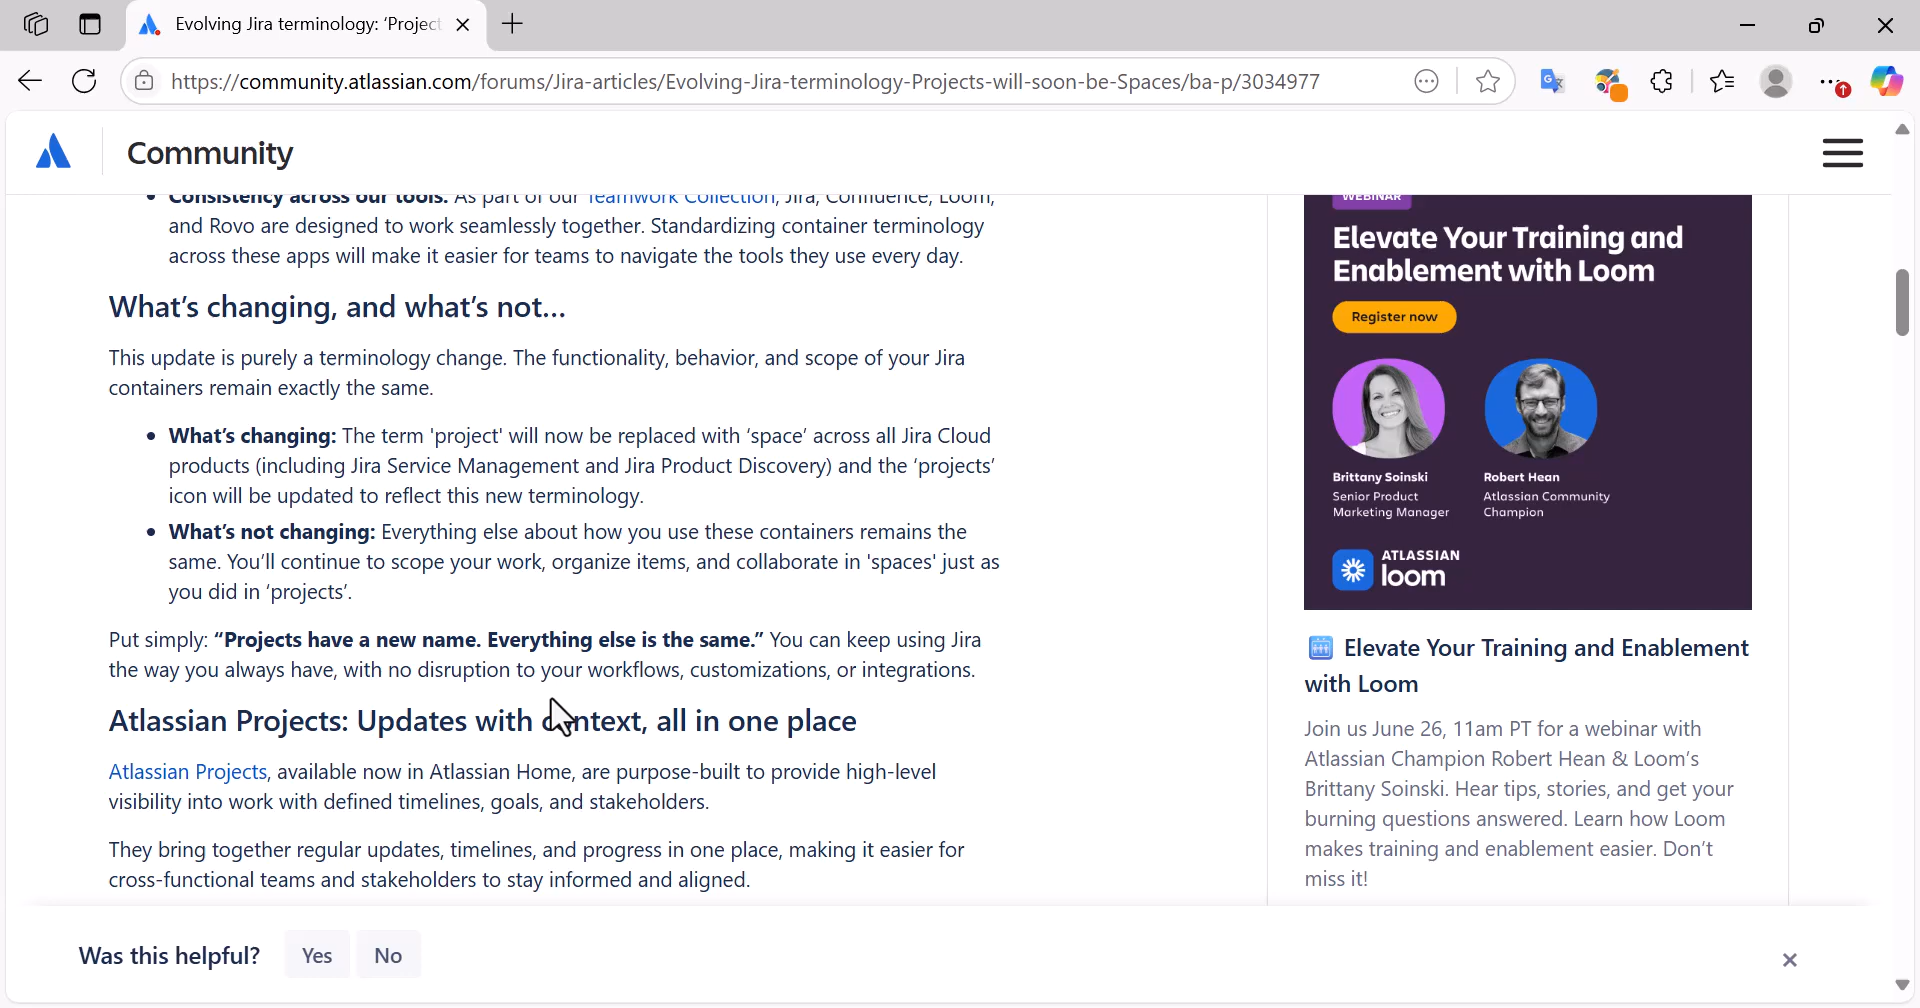 Evolving Jira terminology: ‘Project
https://community.atlassian.com/forums/Jira-articles/Evolving-Jira-terminology-Projects-will-soon-be-Spaces/ba-p/3034977
Community
• Consistency across our tools. As part of our Teamwork Collection, Jira, Confluence, Loom,
and Rovo are designed to work seamlessly together. Standardizing container terminology
across these apps will make it easier for teams to navigate the tools they use every day.
What’s changing, and what’s not...
This update is purely a terminology change. The functionality, behavior, and scope of your Jira
containers remain exactly the same.
• What’s changing: The term 'project' will now be replaced with ‘space’ across all Jira Cloud
products (including Jira Service Management and Jira Product Discovery) and the ‘projects’
icon will be updated to reflect this new terminology.
• What’s not changing: Everything else about how you use these containers remains the
same. You’ll continue to scope your work, organize items, and collaborate in 'spaces' just as
you did in ‘projects’.
Put simply: “Projects have a new name. Everything else is the same.” You can keep using Jira
the way you always have, with no disruption to your workflows, customizations, or integrations.
Atlassian Projects: Updates with context, all in one place
Atlassian Projects, available now in Atlassian Home, are purpose-built to provide high-level
visibility into work with defined timelines, goals, and stakeholders.
They bring together regular updates, timelines, and progress in one place, making it easier for
cross-functional teams and stakeholders to stay informed and aligned.
WEBINAR
Elevate Your Training and
Enablement with Loom
Register now
Brittany Soinski
Senior Product
Marketing Manager
Robert Hean
Atlassian Community
Champion
ATLASSIAN
loom
Elevate Your Training and Enablement
with Loom
Join us June 26, 11am PT for a webinar with
Atlassian Champion Robert Hean & Loom’s
Brittany Soinski. Hear tips, stories, and get your
burning questions answered. Learn how Loom
makes training and enablement easier. Don’t
miss it!
Was this helpful? Yes No